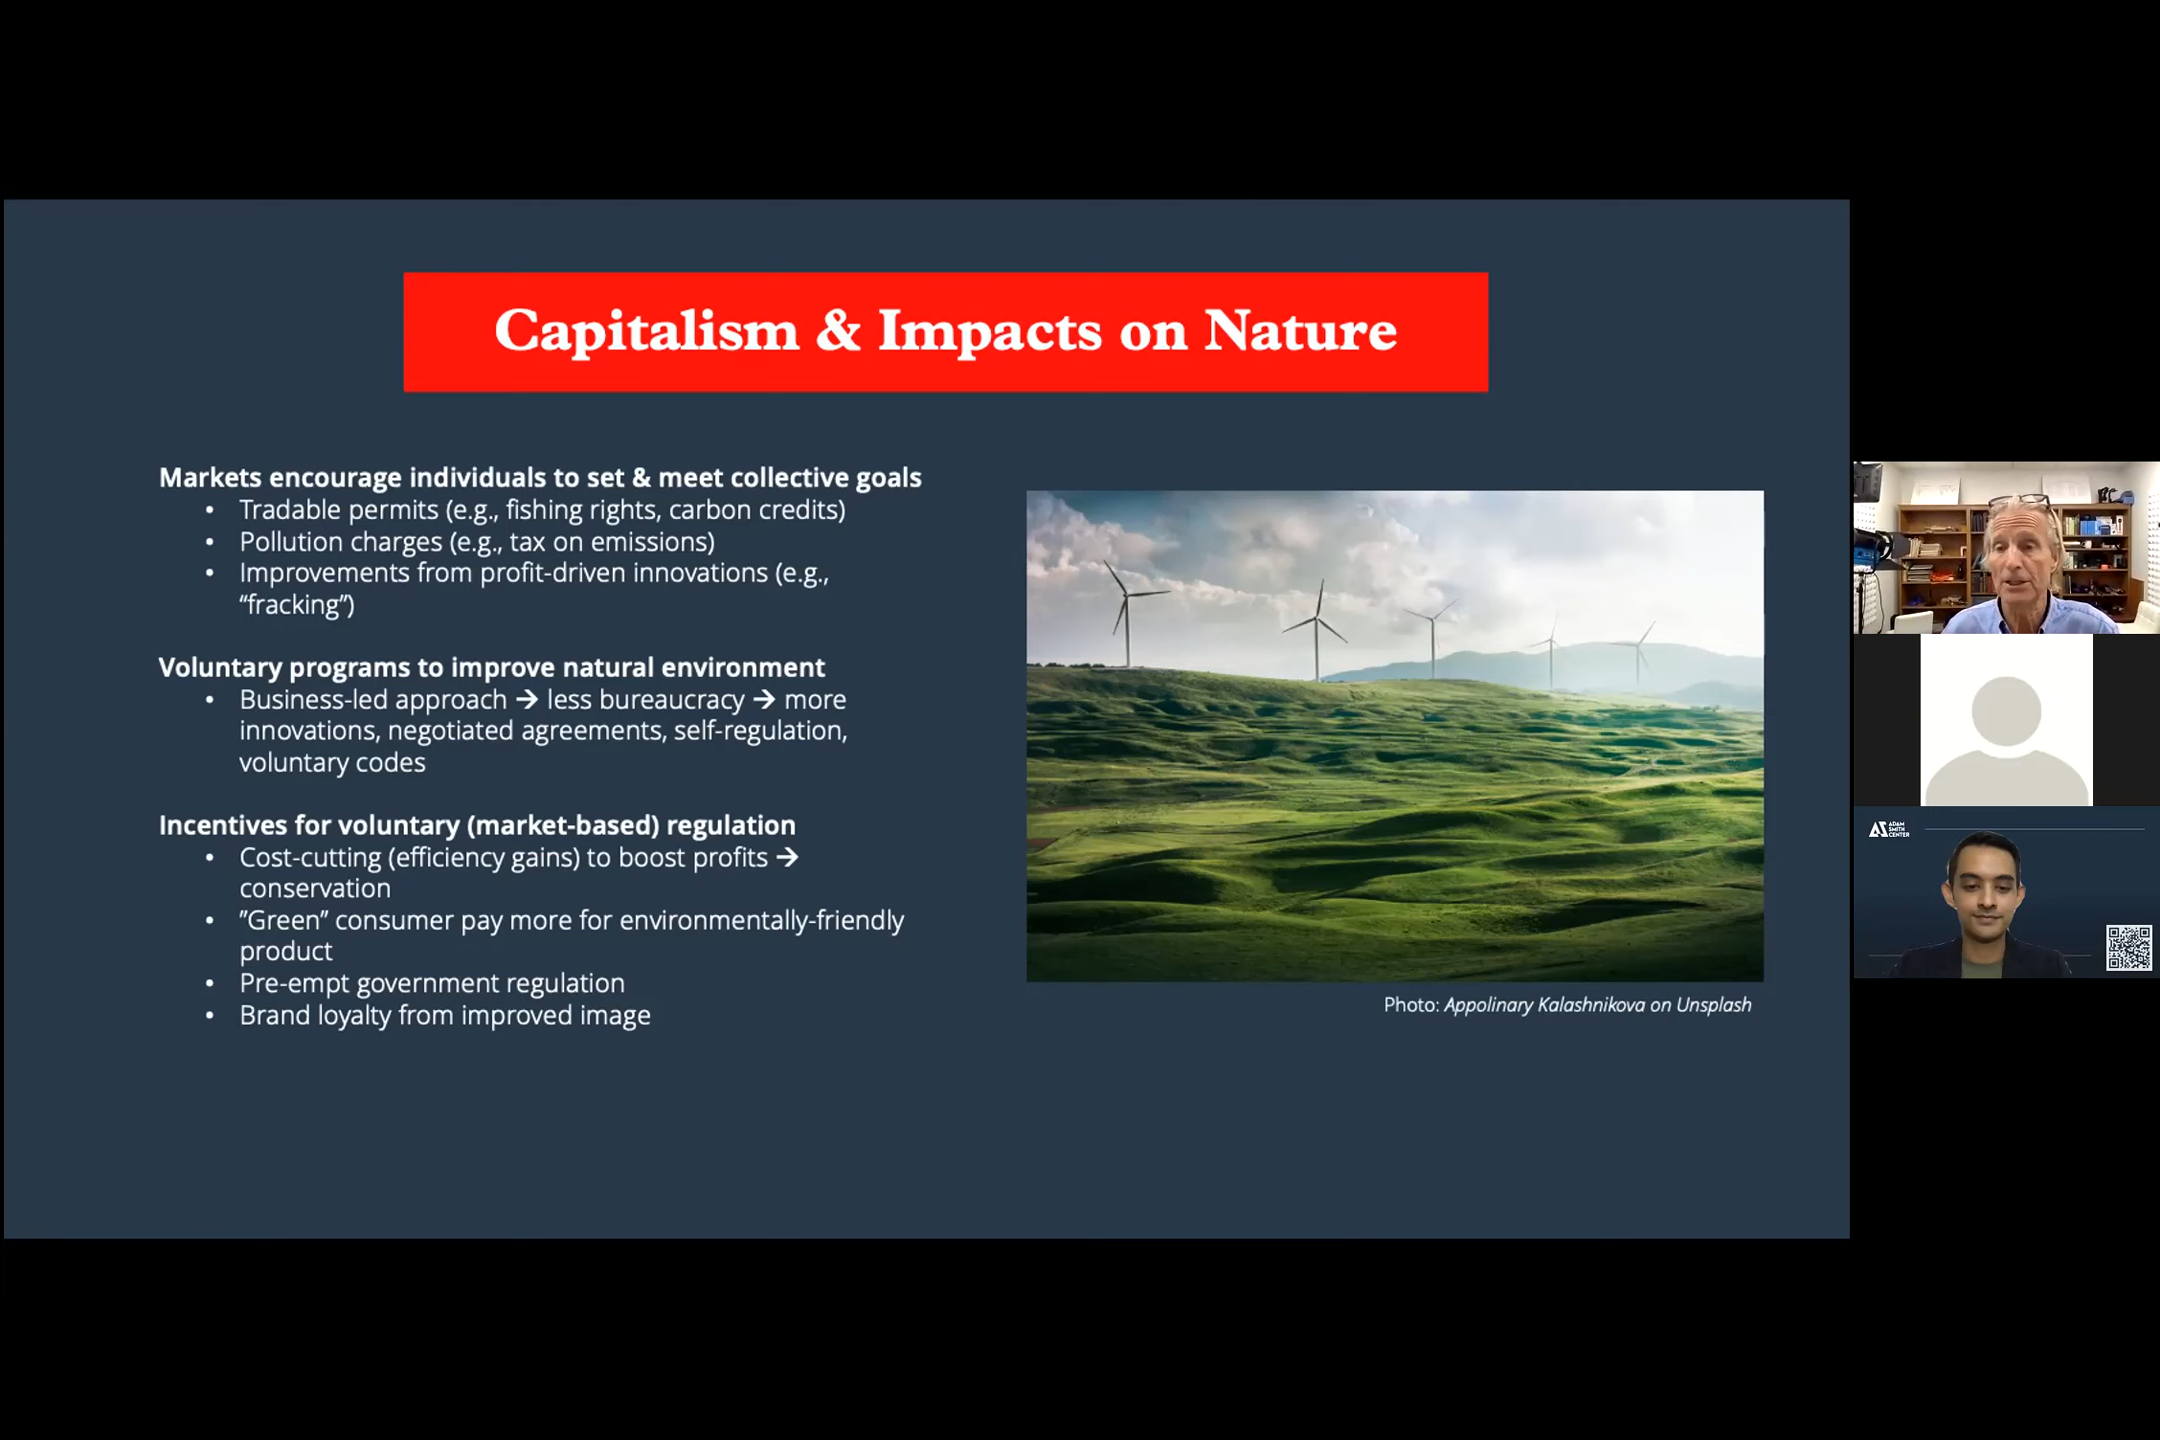 Capitalism & Impacts on Nature
Markets encourage individuals to set & meet collective goals
• Tradable permits (e.g., fishing rights, carbon credits)
• Pollution charges (e.g., tax on emissions)
• Improvements from profit-driven innovations (e.g.,
“fracking”)
Voluntary programs to improve natural environment
• Business-led approach → less bureaucracy → more
innovations, negotiated agreements, self-regulation,
voluntary codes
Incentives for voluntary (market-based) regulation
• Cost-cutting (efficiency gains) to boost profits →
conservation
• ”Green” consumer pay more for environmentally-friendly
product
• Pre-empt government regulation
• Brand loyalty from improved image
Photo: Appolinary Kalashnikova on Unsplash
ADAM
SMITH
CENTER